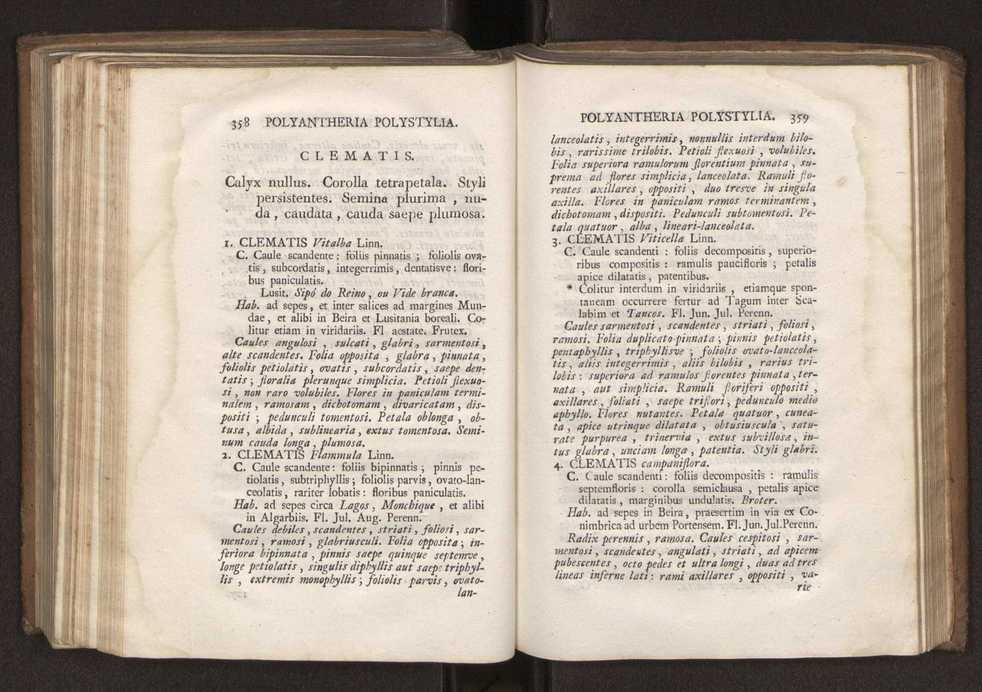 358 POLYANTHERIA POLYSTYLIA.
CLEMATIS.
Calyx nullus. Corolla tetrapetala. Styli
persistentes. Semina plurima , nu-
da , caudata , cauda saepe plumosa.
1. CLEMATIS Vitalba Linn.
C. Caule scandente : foliis pinnatis ; foliolis ova-
tis , subcordatis , integerrimis , dentatisve : flori-
bus paniculatis.
Lusit. Sipó do Reino , ou Vide branca.
Hab. ad sepes , et inter salices ad margines Mun-
dae , et alibi in Beira et Lusitania boreali. Co-
litur etiam in viridariis. Fl aestate. Frutex.
Caules angulosi , sulcati , glabri , sarmentosi ,
alte scandentes. Folia opposita , glabra , pinnata ,
foliolis petiolatis , ovatis , subcordatis , saepe den-
tatis ; floralia plerunque simplicia. Petioli flexuo-
si , non raro volubiles. Flores in paniculam termi-
nalem , ramosam , dichotomam , divaricatam , dis-
positi ; pedunculi tomentosi. Petala oblonga , ob-
tusa , albida , sublinearia , extus tomentosa. Semi-
num cauda longa , plumosa.
2. CLEMATIS Flammula Linn.
C. Caule scandente : foliis bipinnatis ; pinnis pe-
tiolatis , subtriphyllis ; foliolis parvis , ovato-lan-
ceolatis , rariter lobatis : floribus paniculatis.
Hab. ad sepes circa Lagos , Monchique , et alibi
in Algarbiis. Fl. Jul. Aug. Perenn.
Caules debiles , scandentes , striati , foliosi , sar-
mentosi , ramosi , glabriusculi. Folia opposita ; in-
feriora bipinnata , pinnis saepe quinque septemve ,
longe petiolatis , singulis diphyllis aut saepe triphyl-
lis , extremis monophyllis ; foliolis parvis , ovato-
lan-
POLYANTHERIA POLYSTYLIA. 359
lanceolatis , integerrimis , nonnullis interdum bilo-
bis , rarissime trilobis. Petioli flexuosi , volubiles.
Folia superiora ramulorum florentium pinnata , su-
prema ad flores simplicia , lanceolata. Ramuli flo-
rentes axillares , oppositi , duo tresve in singula
axilla. Flores in paniculam ramos terminantem ,
dichotomam , dispositi. Pedunculi subtomentosi. Pe-
tala quatuor , alba , lineari-lanceolata.
3. CLEMATIS Viticella Linn.
C. Caule scandenti : foliis decompositis , superio-
ribus compositis : ramulis paucifloris ; petalis
apice dilatatis , patentibus.
* Colitur interdum in viridariis , etiamque spon-
taneam occurrere fertur ad Tagum inter Sca-
labim et Tancos. Fl. Jun. Jul. Perenn.
Caules sarmentosi , scandentes , striati , foliosi ,
ramosi. Folia duplicato-pinnata ; pinnis petiolatis ,
pentaphyllis , triphyllisve ; foliolis ovato-lanceola-
tis , aliis integerrimis , aliis bilobis , rarius tri-
lobis : superiora ad ramulos florentes pinnata , ter-
nata , aut simplicia. Ramuli floriferi oppositi ,
axillares , foliati , saepe triflori , pedunculo medio
aphyllo. Flores nutantes. Petala quatuor , cunea-
ta , apice utrinque dilatata , obtusiuscula , satu-
rate purpurea , trinervia , extus subvillosa , in-
tus glabra , unciam longa , patentia. Styli glabri.
4. CLEMATIS campaniflora.
C. Caule scandenti : foliis decompositis : ramulis
septemfloris : corolla semiclausa , petalis apice
dilatatis , marginibus undulatis. Broter.
Hab. ad sepes in Beira , praesertim in via ex Co-
nimbrica ad urbem Portensem. Fl. Jun. Jul. Perenn.
Radix perennis , ramosa. Caules cespitosi , sar-
mentosi , scandentes , angulati , striati , ad apicem
pubescentes , octo pedes et ultra longi , duas ad tres
lineas inferne lati : rami axillares , oppositi , va-
rie